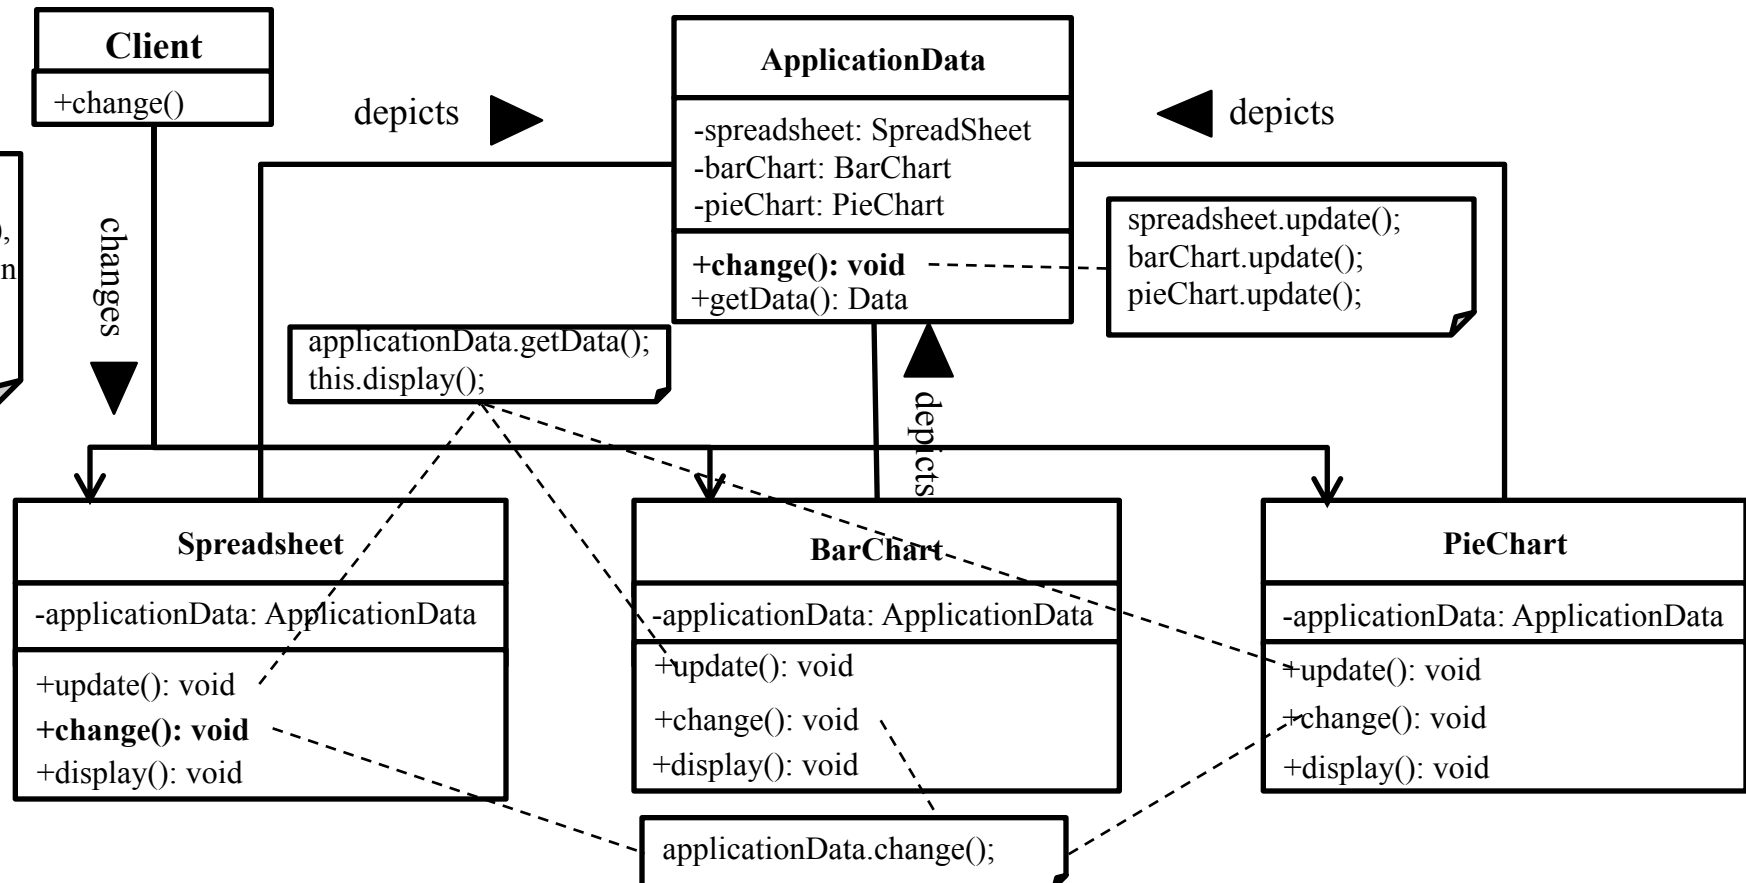 Client
+change()
),
n
changes
depicts
ApplicationData
-spreadsheet: SpreadSheet
-barChart: BarChart
-pieChart: PieChart
+change(): void
+getData(): Data
depicts
spreadsheet.update();
barChart.update();
pieChart.update();
applicationData.getData();
this.display();
depicts
Spreadsheet
-applicationData: ApplicationData
+update(): void
+change(): void
+display(): void
BarChart
-applicationData: ApplicationData
+update(): void
+change(): void
+display(): void
PieChart
-applicationData: ApplicationData
+update(): void
+change(): void
+display(): void
applicationData.change();